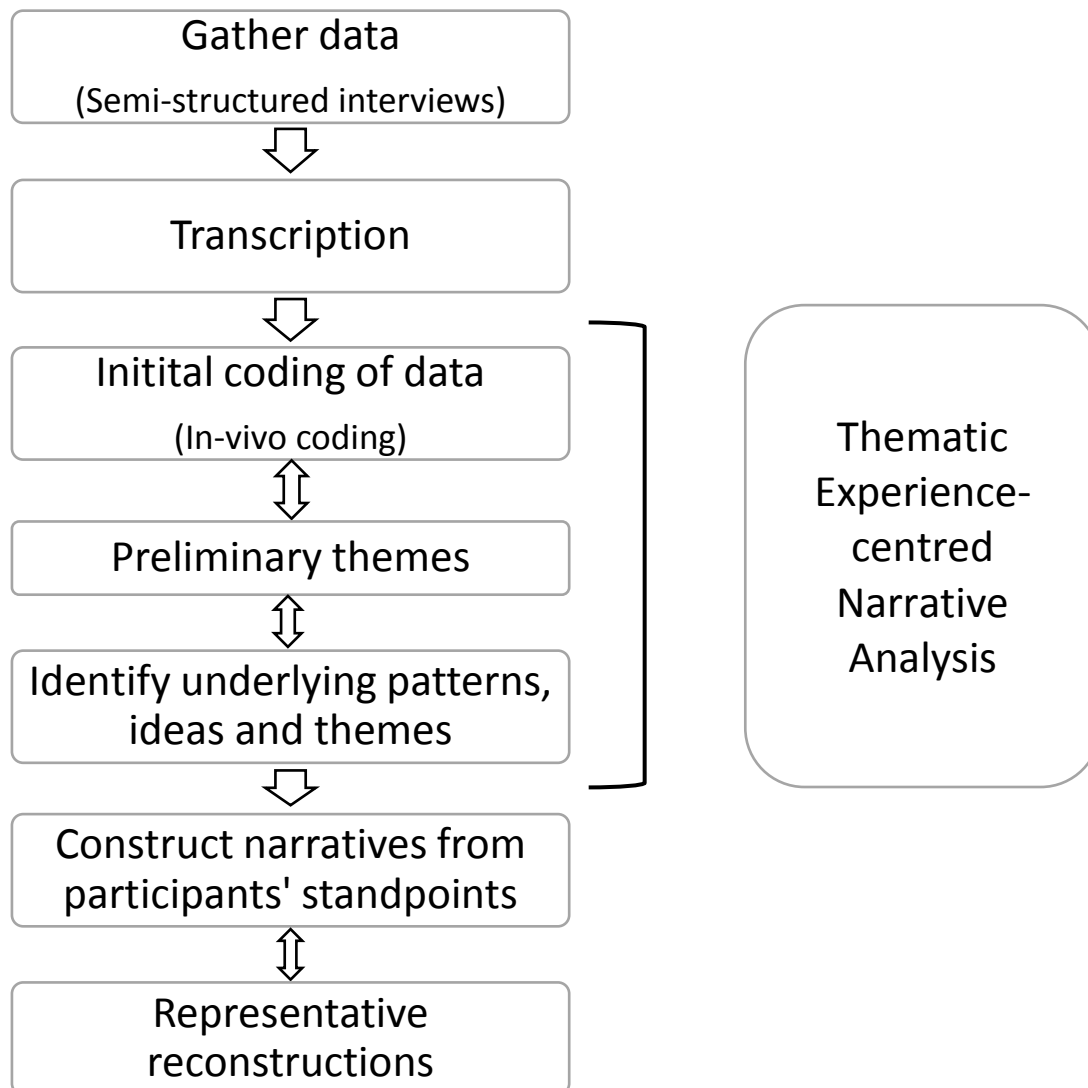 Gather data
(Semi-structured interviews)
Transcription
Initital coding of data
(In-vivo coding)
Preliminary themes
Identify underlying patterns,
ideas and themes
Construct narratives from
participants' standpoints
Representative
reconstructions
Thematic
Experience-
centred
Narrative
Analysis